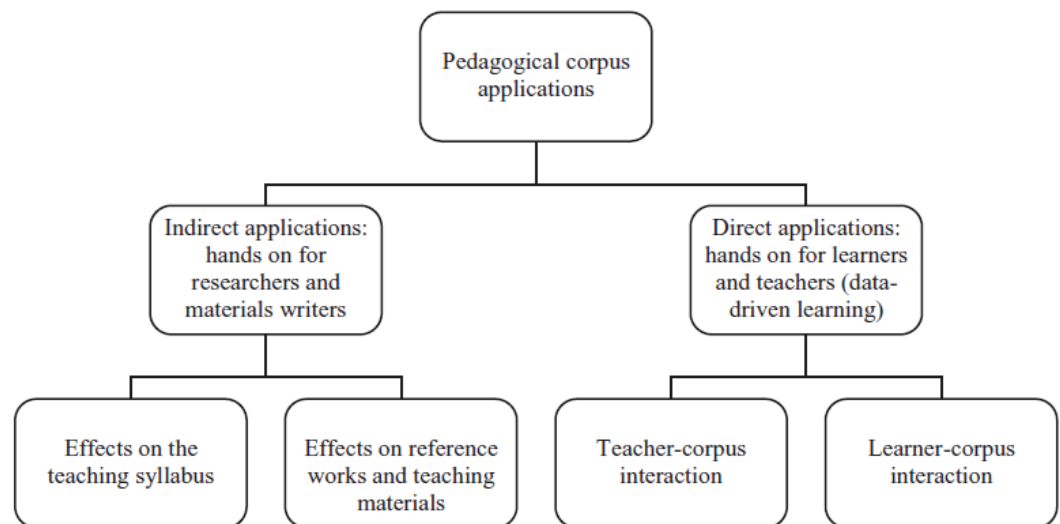 Pedagogical corpus
applications
Indirect applications:
hands on for
researchers and
materials writers
Direct applications:
hands on for learners
and teachers (data-
driven learning)
Effects on the
teaching syllabus
Effects on reference
works and teaching
materials
Teacher-corpus
interaction
Learner-corpus
interaction